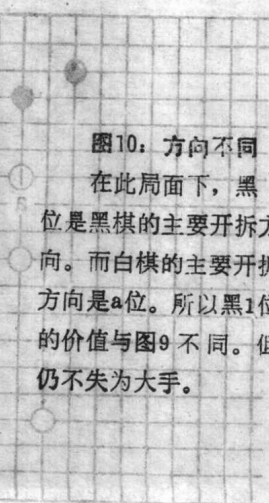 图10：方向不同
在此局面下，黑
位是黑棋的主要开拆方
向。而白棋的主要开拆
方向是a位。所以黑1位
的价值与图9不同。但
仍不失为大手。